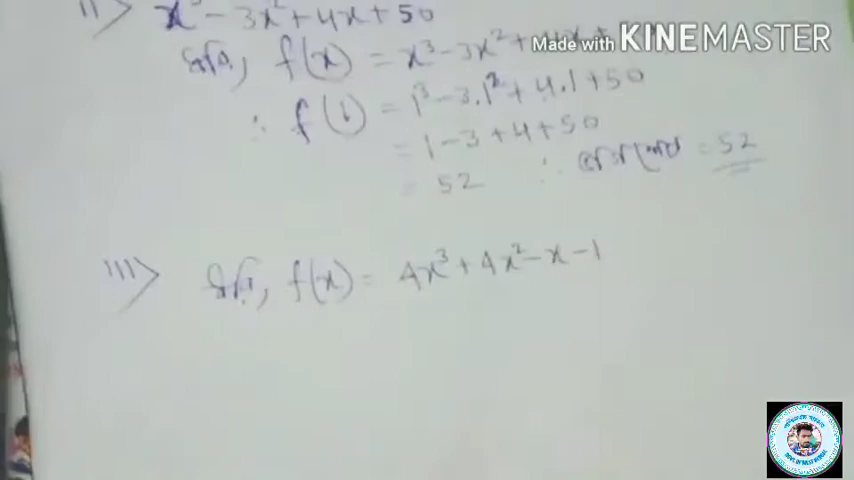 ii> x³ - 3x² + 4x + 50
ধরি, f(x) = x³ - 3x² + 4x +
Made with KINEMASTER
∴ f(1) = 1³ - 3.1² + 4.1 + 50
= 1 - 3 + 4 + 50
= 52 ∴ ভাগশেষ = 52
iii> ধরি, f(x) = 4x³ + 4x² - x - 1